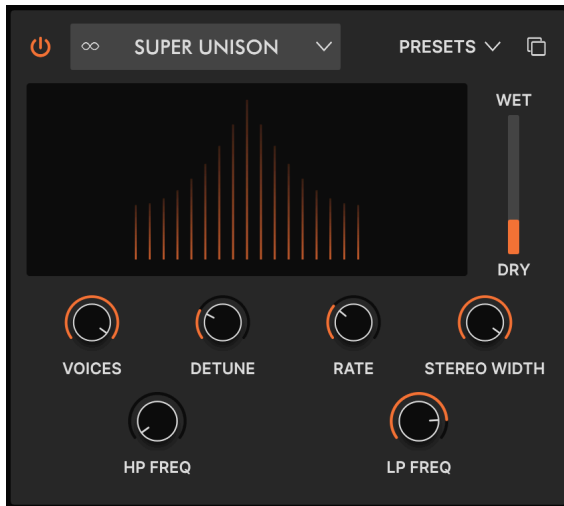 SUPER UNISON
PRESETS
WET
DRY
VOICES
DETUNE
RATE
STEREO WIDTH
HP FREQ
LP FREQ